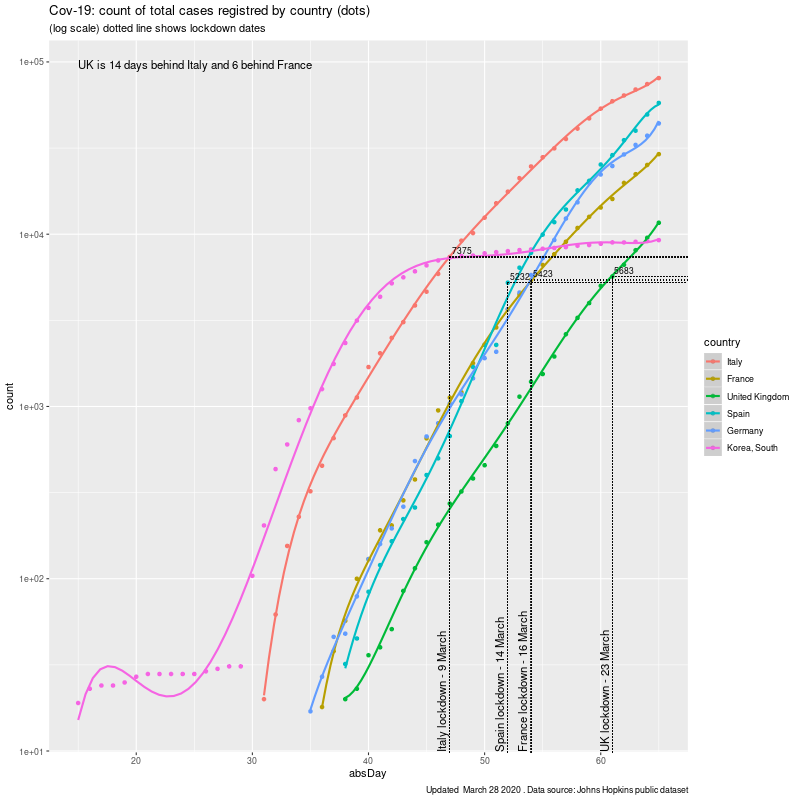 Cov-19: count of total cases registred by country (dots)
(log scale) dotted line shows lockdown dates
UK is 14 days behind Italy and 6 behind France
1e+05
1e+04
1e+03
1e+02
1e+01
count
7375
5232
5423
5683
Italy lockdown - 9 March
Spain lockdown - 14 March
France lockdown - 16 March
UK lockdown - 23 March
20
30
40
50
60
absDay
country
Italy
France
United Kingdom
Spain
Germany
Korea, South
Updated March 28 2020 . Data source: Johns Hopkins public dataset